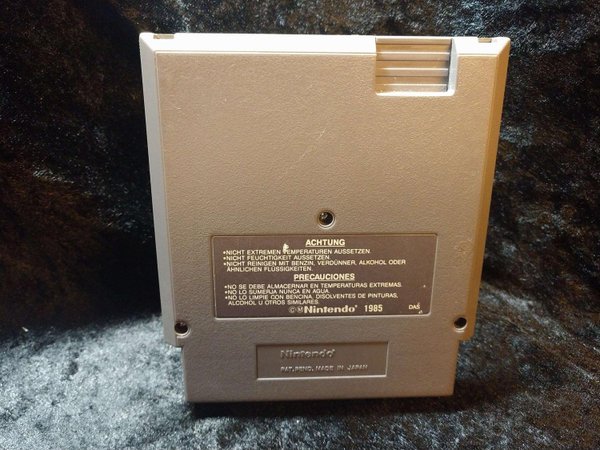 ACHTUNG
•NICHT EXTREMEN TEMPERATUREN AUSSETZEN.
•NICHT FEUCHTIGKEIT AUSSETZEN.
•NICHT REINIGEN MIT BENZIN, VERDÜNNER, ALKOHOL ODER
ÄHNLICHEN FLÜSSIGKEITEN.
PRECAUCIONES
•NO SE DEBE ALMACERNAR EN TEMPERATURAS EXTREMAS.
•NO LO SUMERJA NUNCA EN AGUA.
•NO LO LIMPIE CON BENCINA, DISOLVENTES DE PINTURAS,
ALCOHOL U OTROS SIMILARES.
©Ⓜ Nintendo 1985 DAS
Nintendo
PAT. PEND. MADE IN JAPAN